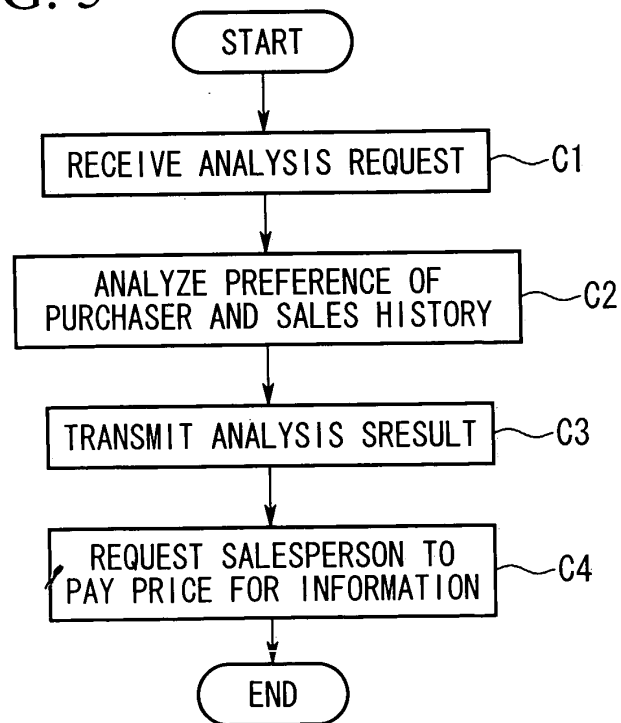 START
RECEIVE ANALYSIS REQUEST
C1
ANALYZE PREFERENCE OF
PURCHASER AND SALES HISTORY
C2
TRANSMIT ANALYSIS SRESULT
C3
REQUEST SALESPERSON TO
PAY PRICE FOR INFORMATION
C4
END